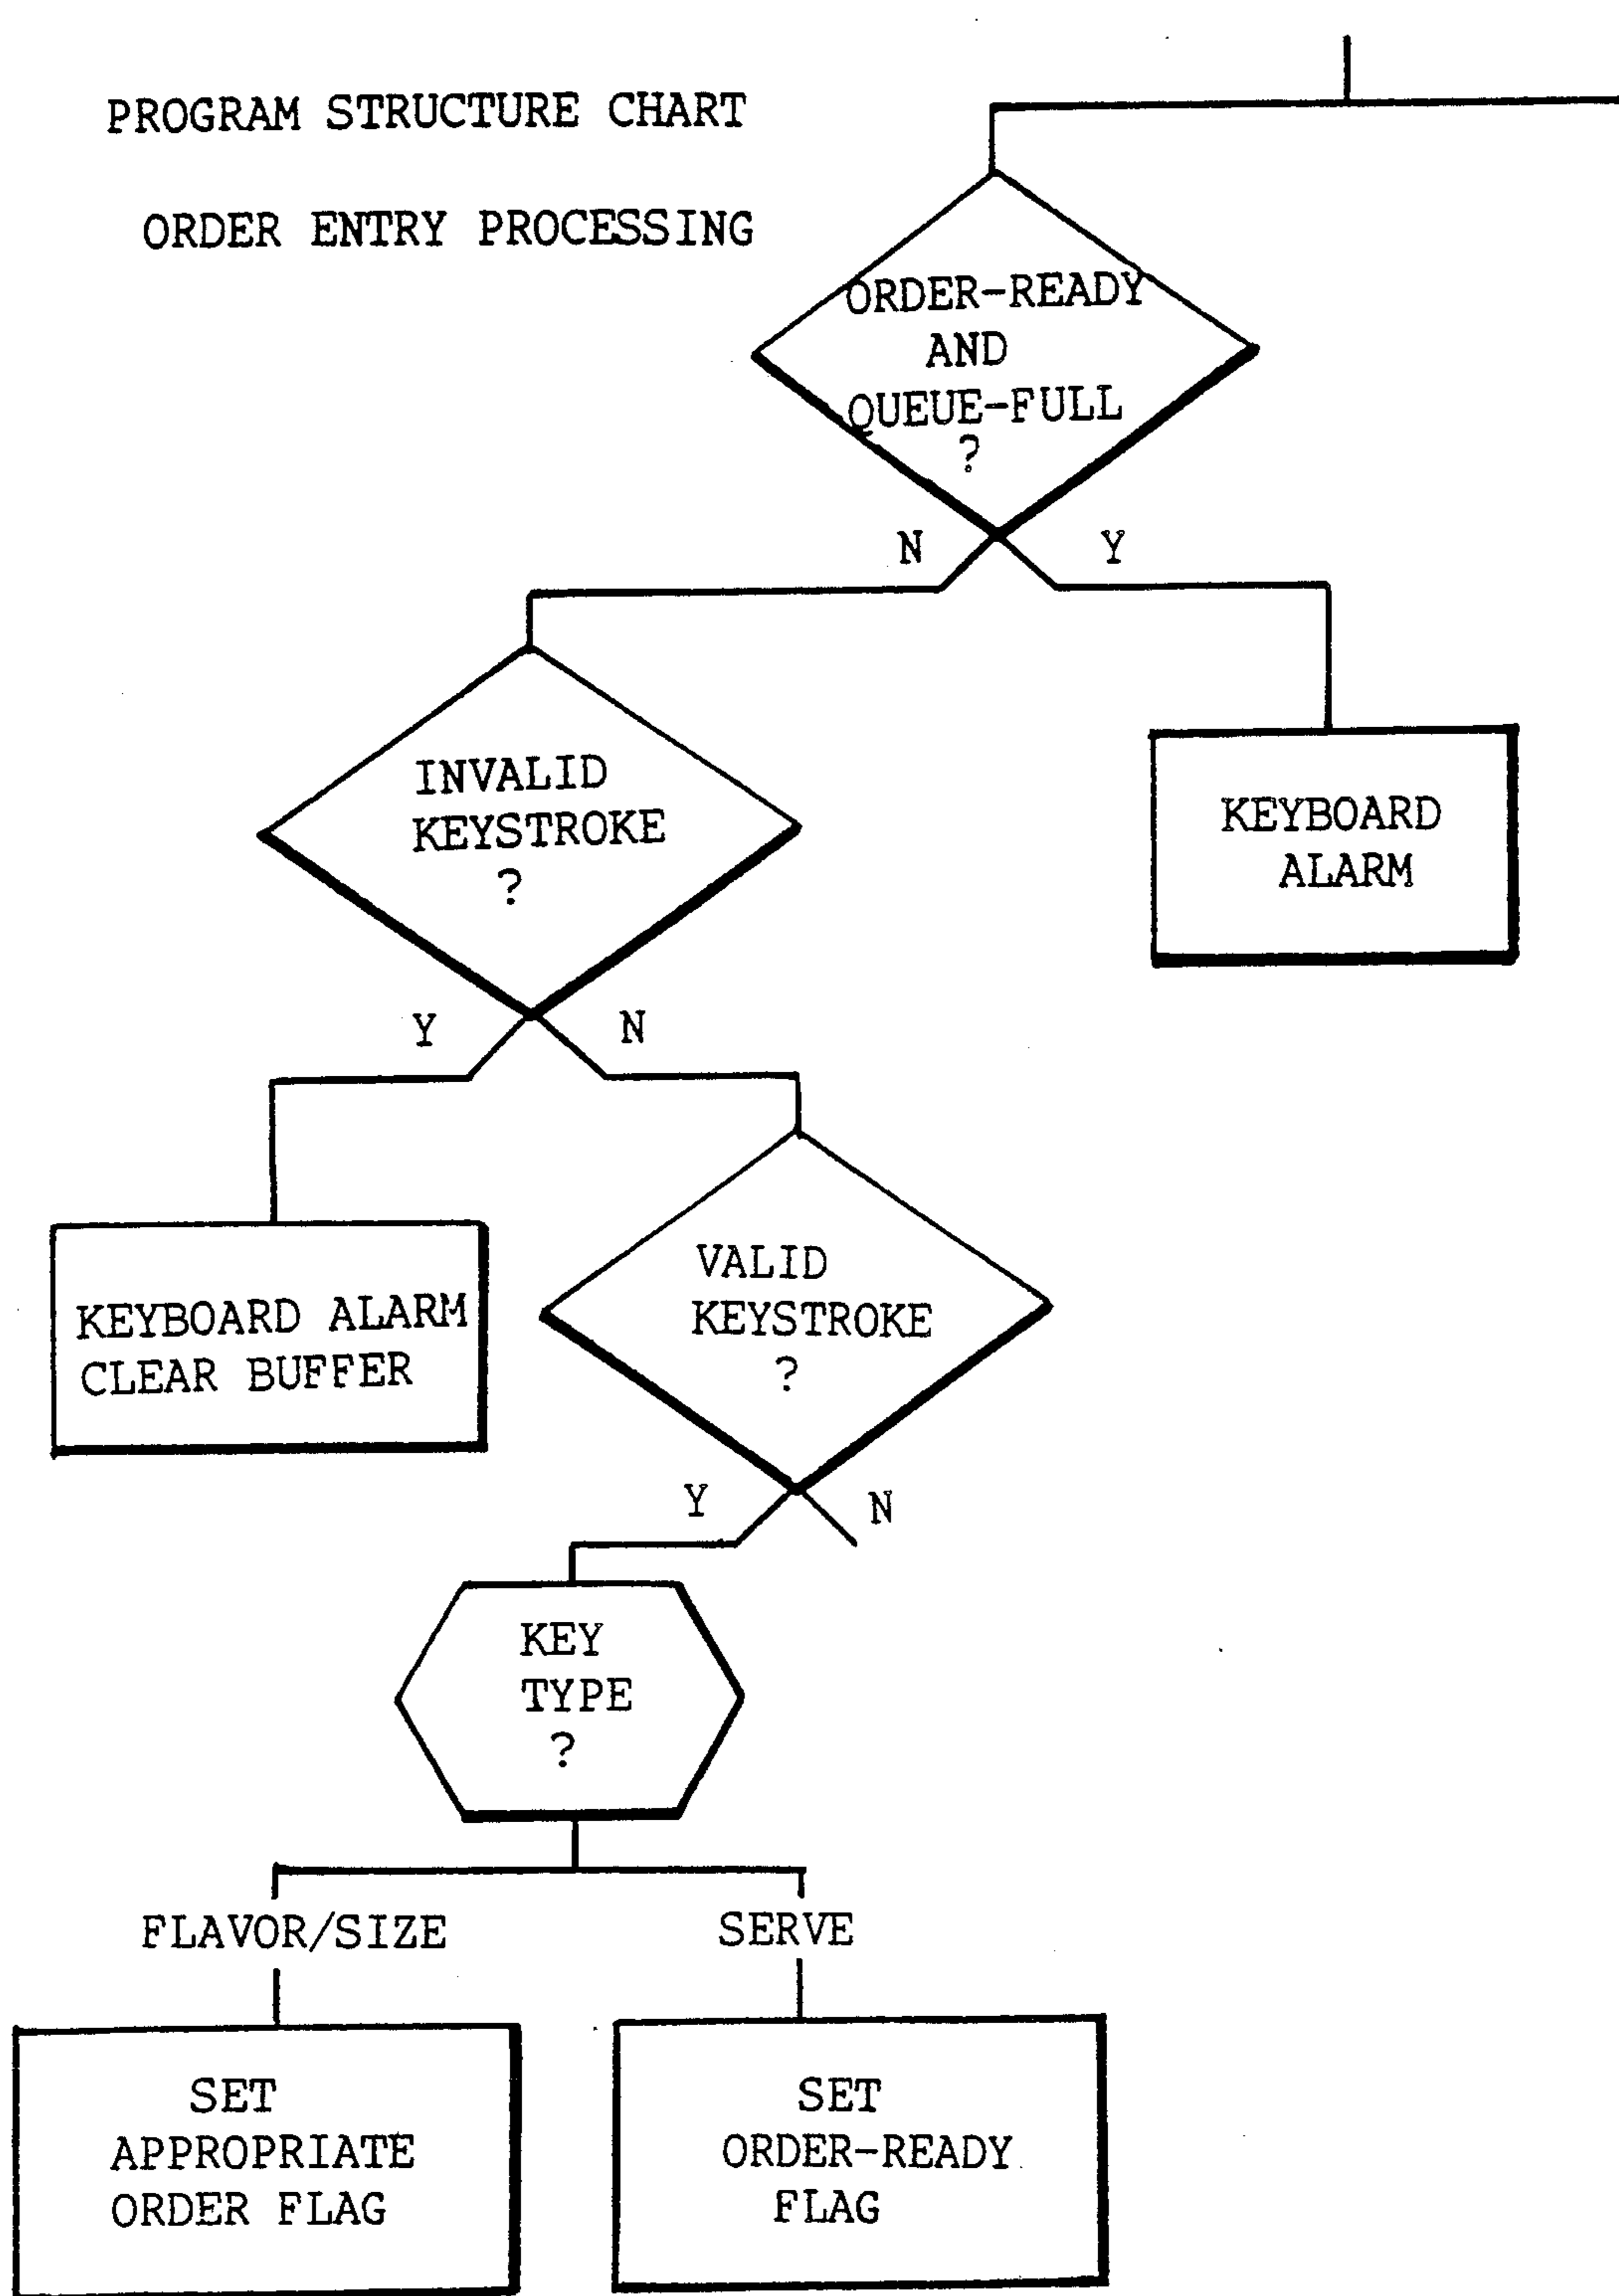 PROGRAM STRUCTURE CHART
ORDER ENTRY PROCESSING
ORDER-READY
AND
QUEUE-FULL
?
N
Y
INVALID
KEYSTROKE
?
KEYBOARD
ALARM
Y
N
KEYBOARD ALARM
CLEAR BUFFER
VALID
KEYSTROKE
?
Y
N
KEY
TYPE
?
FLAVOR/SIZE
SERVE
SET
APPROPRIATE
ORDER FLAG
SET
ORDER-READY
FLAG